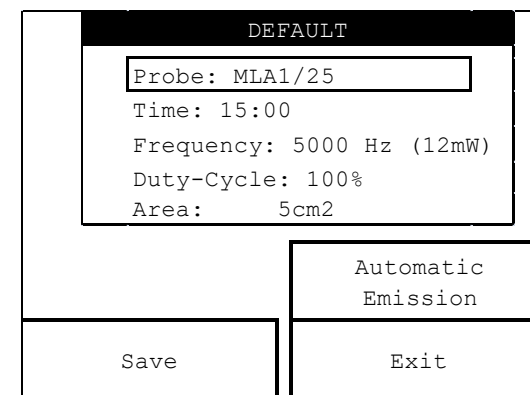 DEFAULT
Probe: MLA1/25
Time: 15:00
Frequency: 5000 Hz (12mW)
Duty-Cycle: 100%
Area: 5cm2
Automatic
Emission
Save
Exit